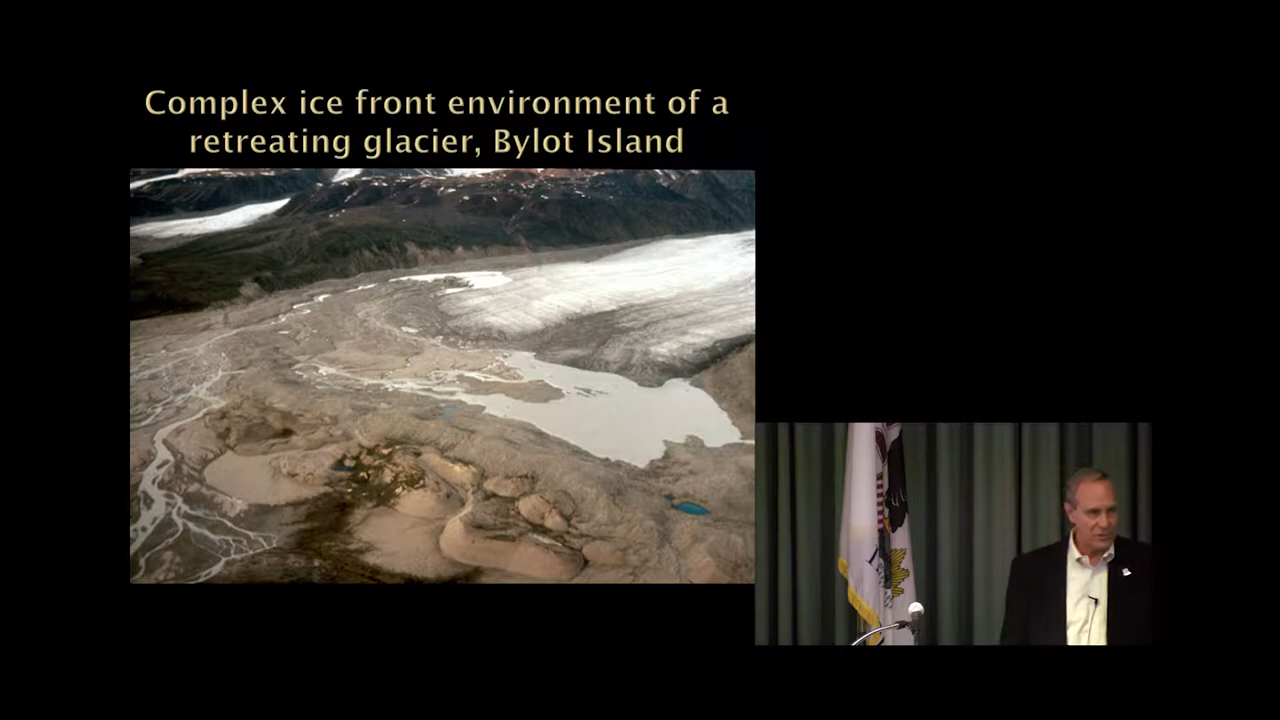 Complex ice front environment of a
retreating glacier, Bylot Island